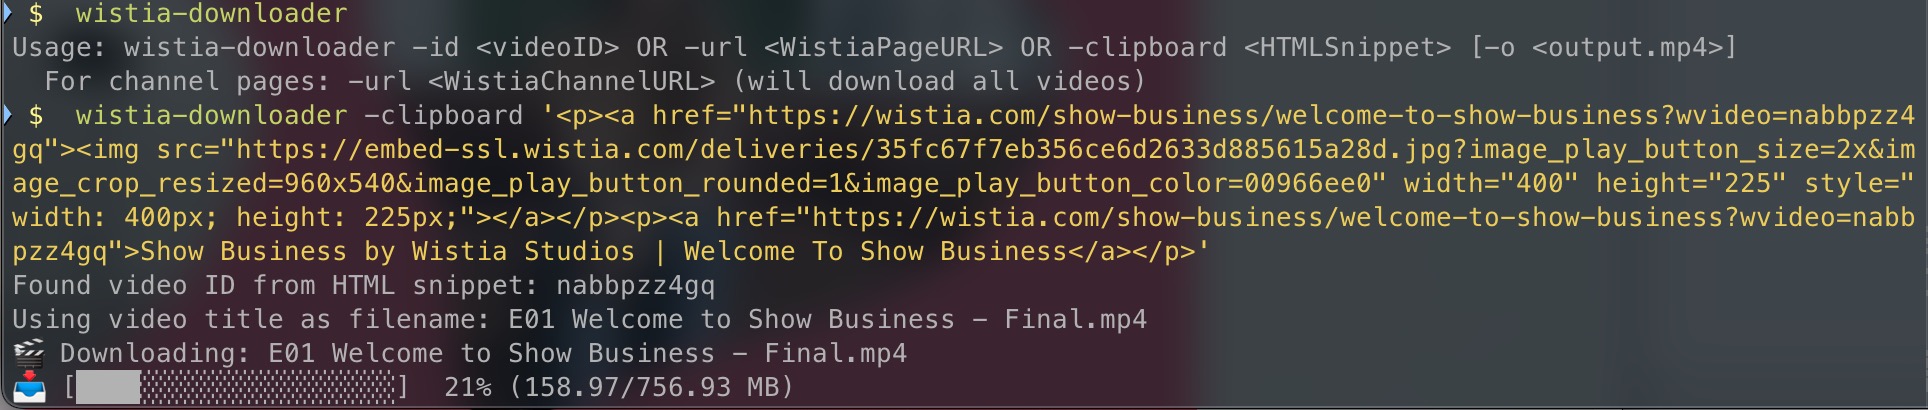 $ wistia-downloader
Usage: wistia-downloader -id <videoID> OR -url <WistiaPageURL> OR -clipboard <HTMLSnippet> [-o <output.mp4>]
For channel pages: -url <WistiaChannelURL> (will download all videos)
$ wistia-downloader -clipboard '<p><a href="https://wistia.com/show-business/welcome-to-show-business?wvideo=nabbpzz4
gq"><img src="https://embed-ssl.wistia.com/deliveries/35fc67f7eb356ce6d2633d885615a28d.jpg?image_play_button_size=2x&im
age_crop_resized=960x540&image_play_button_rounded=1&image_play_button_color=00966ee0" width="400" height="225" style="
width: 400px; height: 225px;"></a></p><p><a href="https://wistia.com/show-business/welcome-to-show-business?wvideo=nabb
pzz4gq">Show Business by Wistia Studios | Welcome To Show Business</a></p>'
Found video ID from HTML snippet: nabbpzz4gq
Using video title as filename: E01 Welcome to Show Business - Final.mp4
🎬 Downloading: E01 Welcome to Show Business - Final.mp4
📥 [████░░░░░░░░░░░░░░░░] 21% (158.97/756.93 MB)